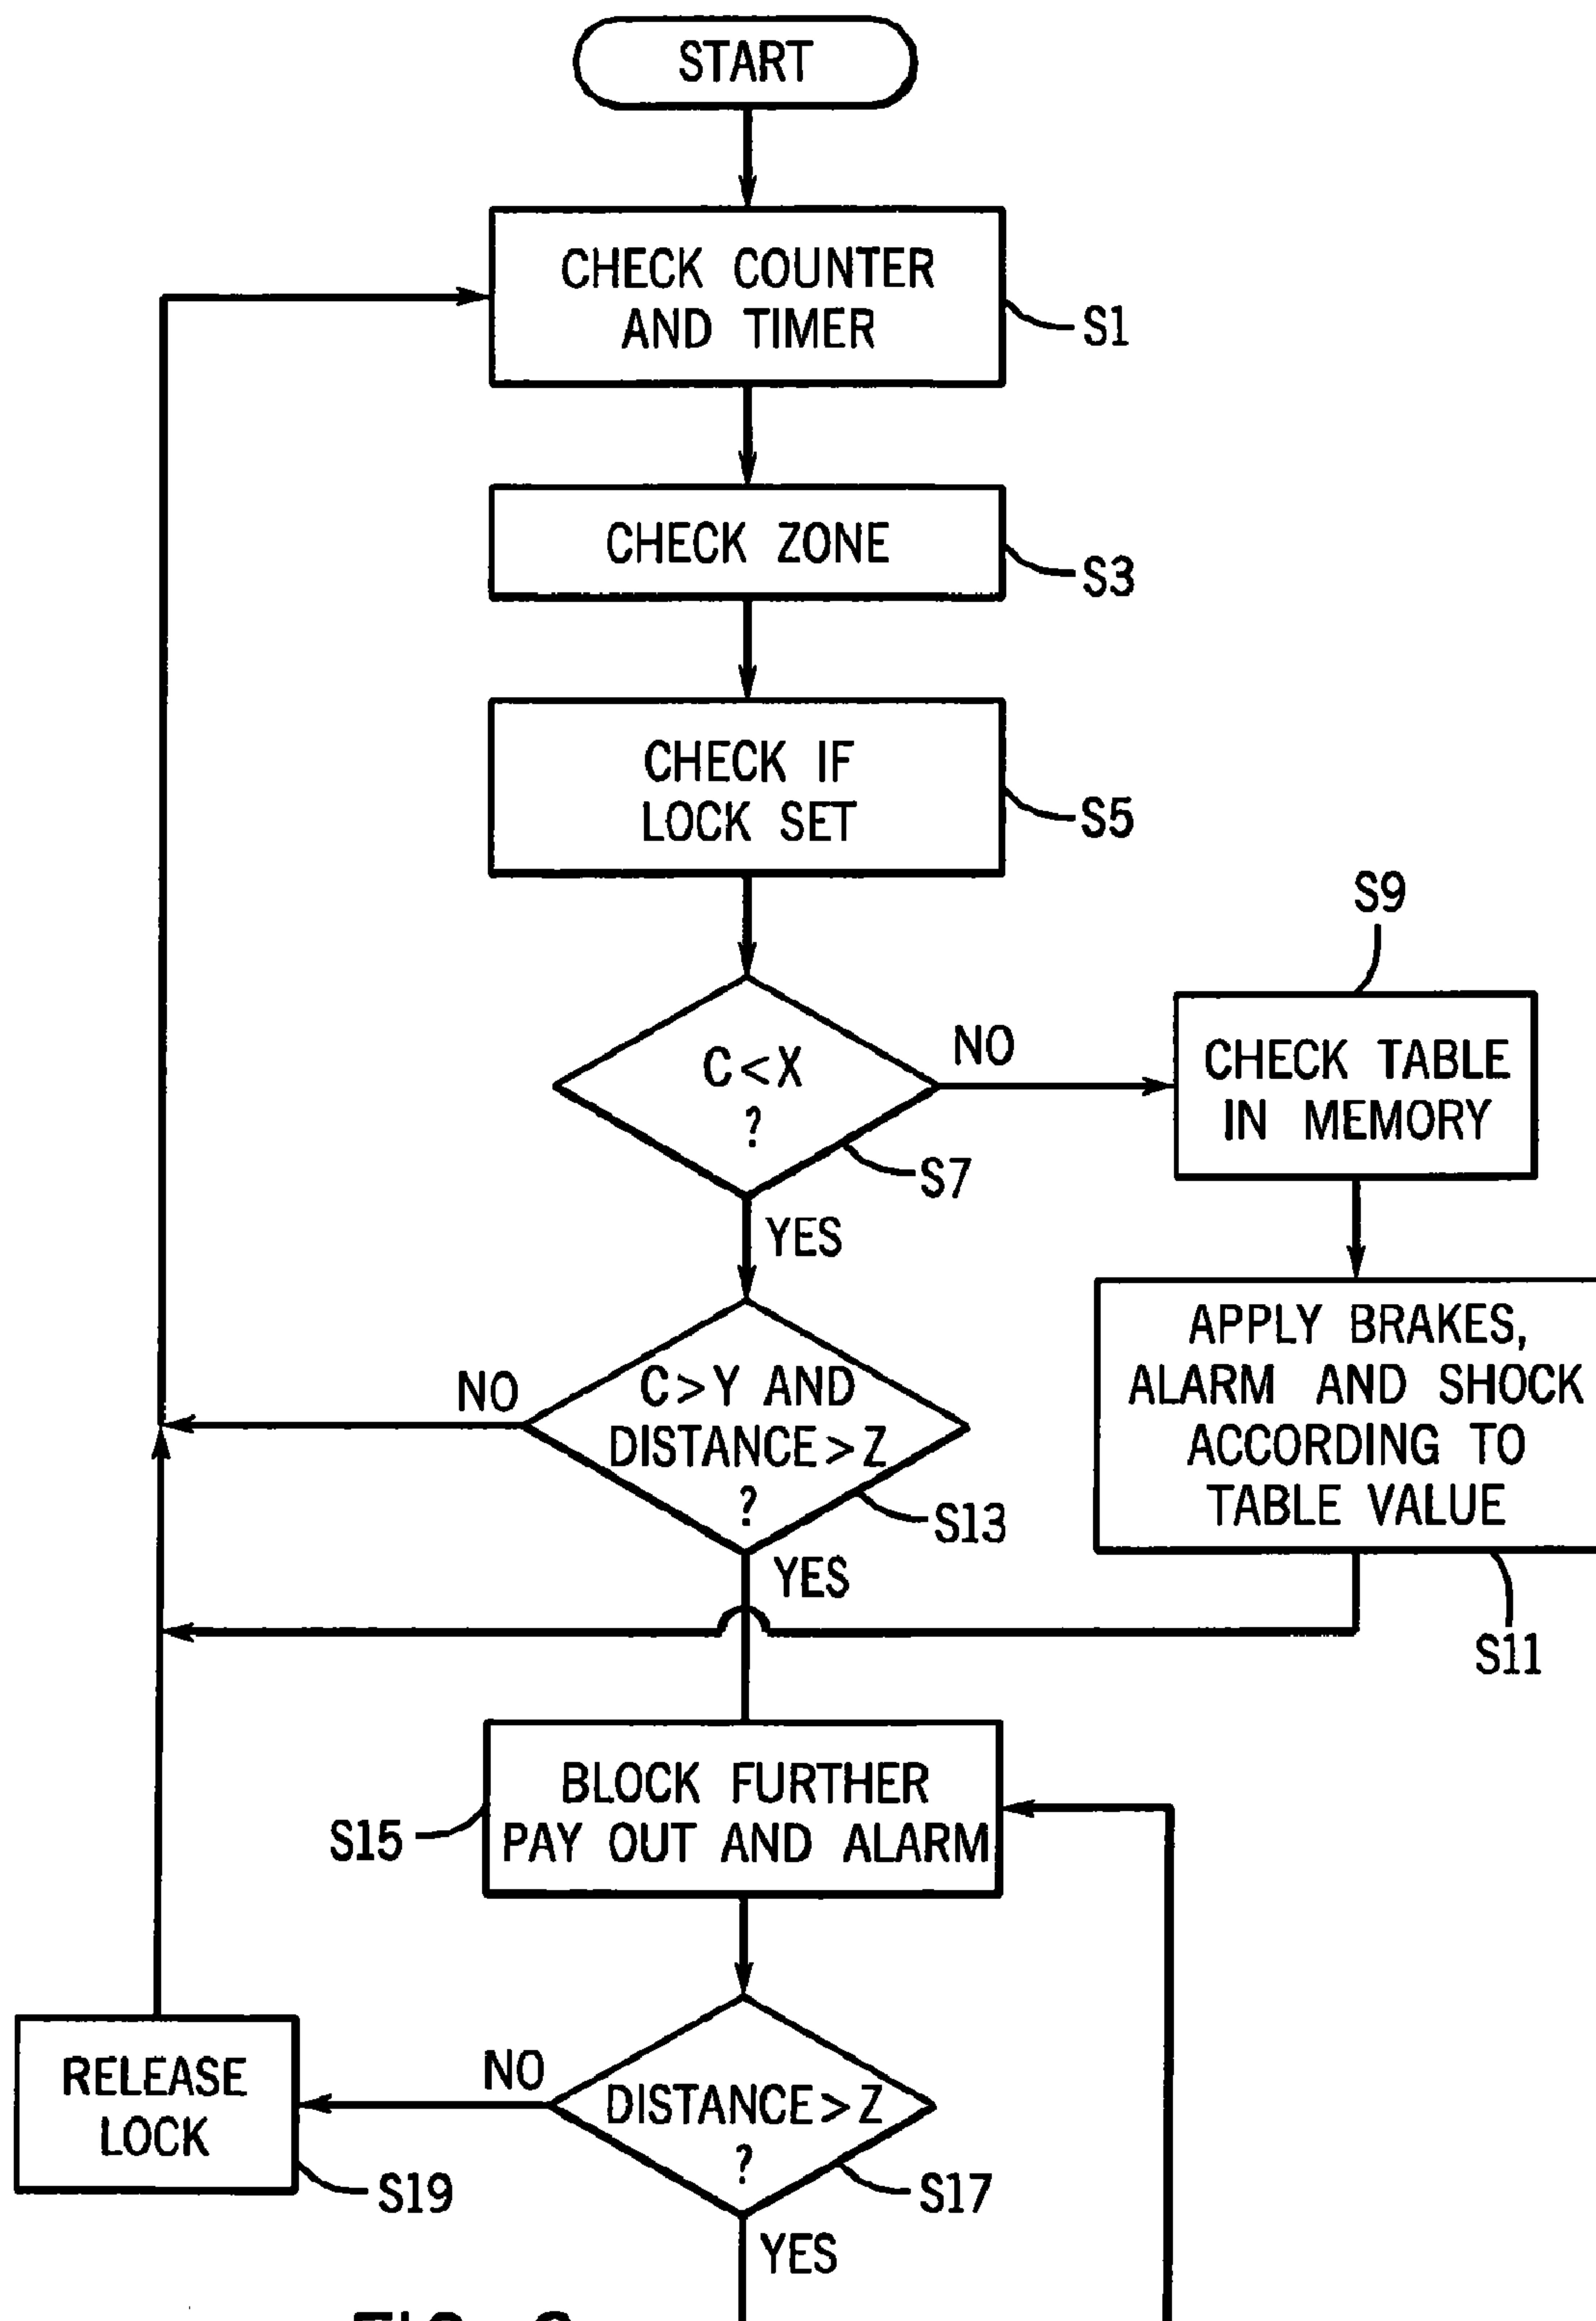 START
CHECK COUNTER
AND TIMER
S1
CHECK ZONE
S3
CHECK IF
LOCK SET
S5
C<X
?
S7
NO
YES
S9
CHECK TABLE
IN MEMORY
APPLY BRAKES,
ALARM AND SHOCK
ACCORDING TO
TABLE VALUE
S11
C>Y AND
DISTANCE>Z
?
S13
NO
YES
BLOCK FURTHER
PAY OUT AND ALARM
S15
DISTANCE>Z
?
S17
NO
YES
RELEASE
LOCK
S19